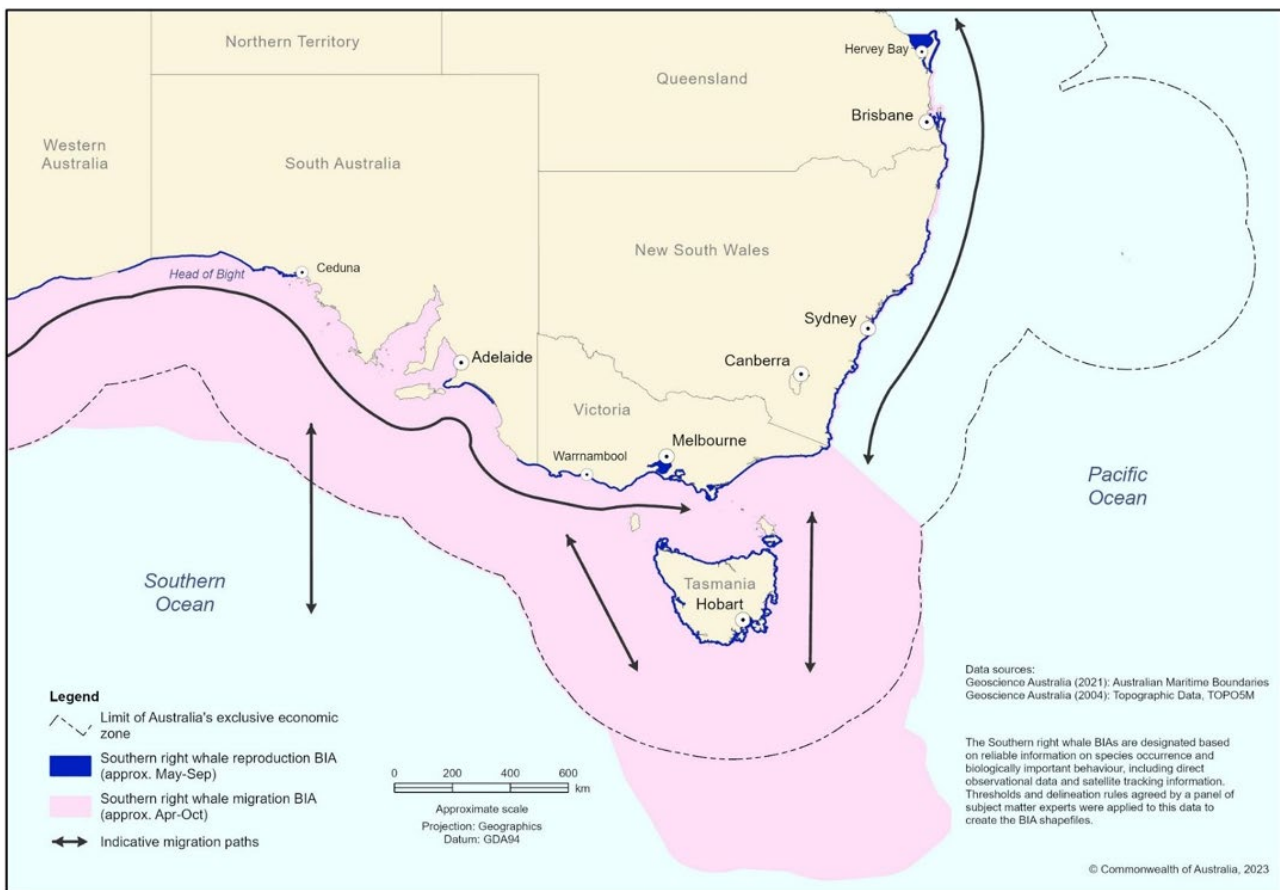 Northern Territory
Hervey Bay
Queensland
Brisbane
Western
Australia
South Australia
New South Wales
Head of Bight
Ceduna
Sydney
Adelaide
Canberra
Victoria
Melbourne
Warrnambool
Pacific
Ocean
Southern
Ocean
Tasmania
Hobart
Data sources:
Geoscience Australia (2021): Australian Maritime Boundaries
Geoscience Australia (2004): Topographic Data, TOPO5M
Legend
Limit of Australia's exclusive economic
zone
Southern right whale reproduction BIA
(approx. May-Sep)
Southern right whale migration BIA
(approx. Apr-Oct)
Indicative migration paths
0 200 400 600
km
Approximate scale
Projection: Geographics
Datum: GDA94
The Southern right whale BIAs are designated based
on reliable information on species occurrence and
biologically important behaviour, including direct
observational data and satellite tracking information.
Thresholds and delineation rules agreed by a panel of
subject matter experts were applied to this data to
create the BIA shapefiles.
© Commonwealth of Australia, 2023